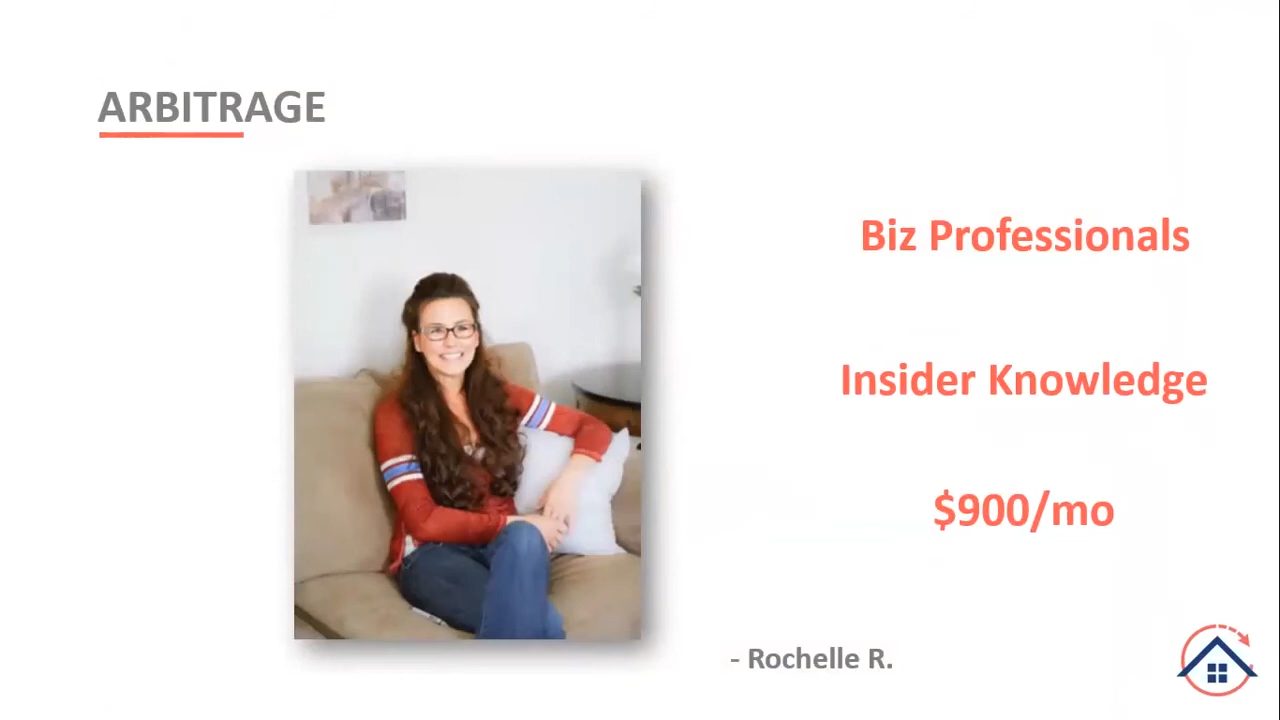 ARBITRAGE
Biz Professionals
Insider Knowledge
$900/mo
- Rochelle R.